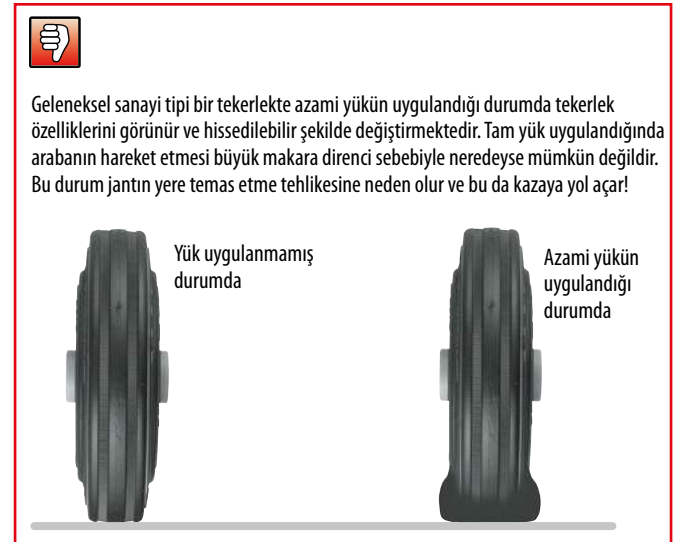 Geleneksel sanayi tipi bir tekerlekte azami yükün uygulandığı durumda tekerlek
özelliklerini görünür ve hissedilebilir şekilde değiştirmektedir. Tam yük uygulandığında
arabanın hareket etmesi büyük makara direnci sebebiyle neredeyse mümkün değildir.
Bu durum jantın yere temas etme tehlikesine neden olur ve bu da kazaya yol açar!
Yük uygulanmamış
durumda
Azami yükün
uygulandığı
durumda